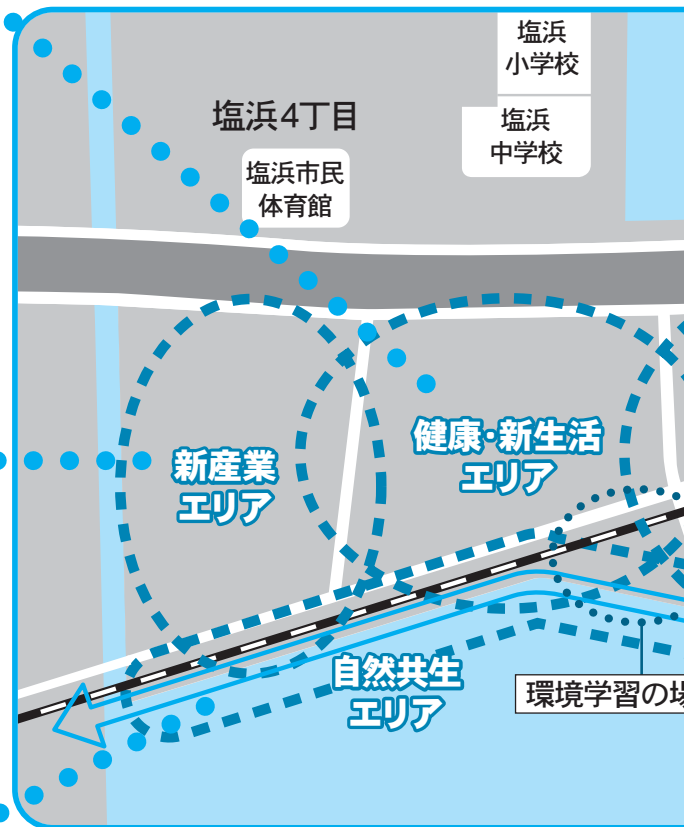 塩浜
小学校
塩浜
中学校
塩浜4丁目
塩浜市民
体育館
健康・新生活
エリア
新産業
エリア
自然共生
エリア
環境学習の場